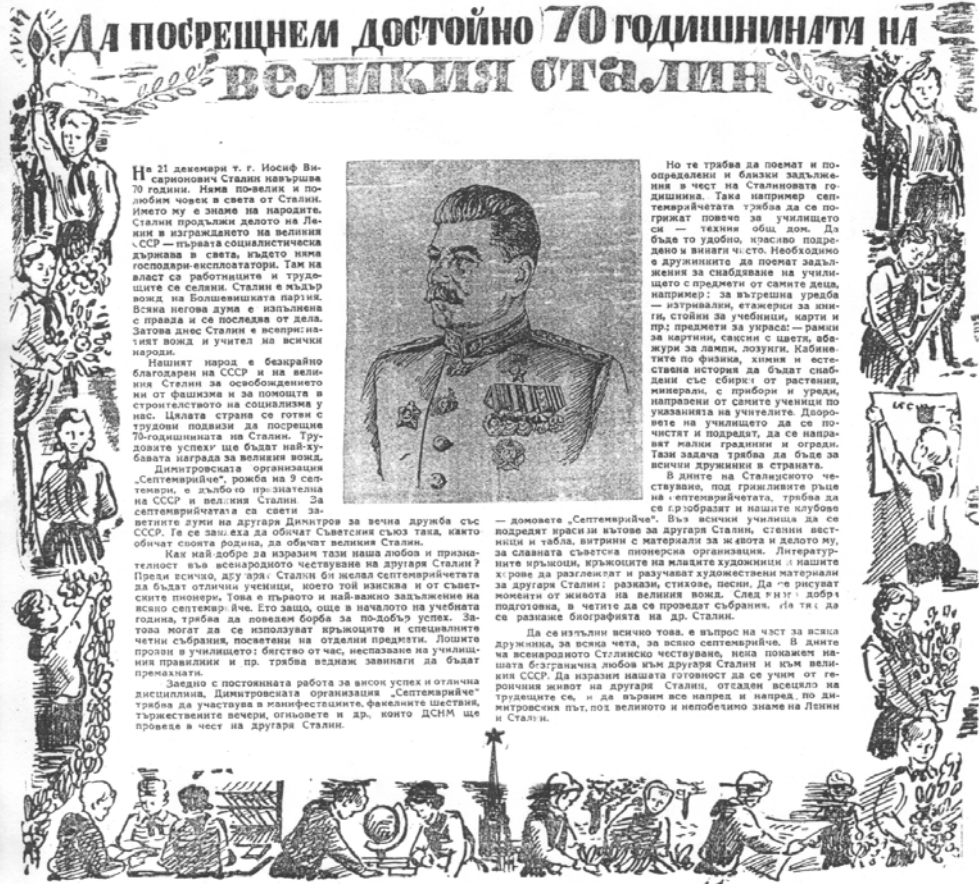 Да посрещнем достойно 70 годишнината на
великия Сталин
На 21 декември т. г. Иосиф Ви-
сарионович Сталин навършва
70 години. Няма по-велик и по-
любим човек в света от Сталин.
Името му е знаме на народите.
Сталин продължи делото на Ле-
нин в изграждането на великия
СССР — първата социалистическа
държава в света, където няма
господари-експлоататори. Там на
власт са работниците и трудещ-
щите се селяни. Сталин е мъдър
вожд на Болшевишката партия.
Всяка негова дума е изпълнена
с правда и се последва от дела.
Затова днес Сталин е всепризна-
тият вожд и учител на всички
народи.
Нашият народ е безкрайно
благодарен на СССР и на вели-
кия Сталин за освобождението
ни от фашизма и за помощта в
строителството на социализма у
нас. Цялата страна се готви с
трудови подвизи да посрещне
70-годишнината на Сталин. Тру-
довите успехи ще бъдат най-ху-
бавата награда за великия вожд.
Димитровската организация
„Септемврийче“, рожба на 9 сеп-
тември, е дълбоко признателна
на СССР и великия Сталин. За
септемврийчетата са свети за-
ветните думи на другаря Димитров за вечна дружба със
СССР. Те се заклеха да обичат Съветския съюз така, както
обичат своята родина, да обичат великия Сталин.
Как най-добре да изразим тази наша любов и призна-
телност във всенародното чествуване на другаря Сталин?
Преди всичко, другаря Сталин би желал септемврийчетата
да бъдат отлични ученици, което той изисква и от съвет-
ските пионери. Това е първото и най-важно задължение на
всяко септемврийче. Ето защо, още в началото на учебната
година, трябва да поведем борба за по-добър успех. За-
това могат да се използуват кръжоците и специалните
четни събрания, посветени на отделни предмети. Лошите
прояви в училището: бягство от час, неспазване на училищ-
ния правилник и пр. трябва веднаж завинаги да бъдат
премахнати.
Заедно с постоянната работа за висок успех и отлична
дисциплина, Димитровската организация „Септемврийче“
трябва да участвува в манифестациите, факелните шествия,
тържествените вечери, огньовете и др., които ДСНМ ще
проведе в чест на другаря Сталин.
Но те трябва да поемат и по-
определени и близки задълже-
ния в чест на Сталиновата го-
дишнина. Така например сеп-
темврийчетата трябва да се по-
грижат повече за училището
си — техния общ дом. Да
бъде то удобно, красиво подре-
дено и винаги чисто. Необходимо
е дружинките да поемат задъл-
жения за снабдяване на учили-
щето с предмети от самите деца,
например: за вътрешна уредба
— изтривалки, етажерки за кни-
ги, стойки за учебници, карти и
пр.; предмети за украса: — рамки
за картини, саксии с цветя, аба-
жури за лампи, лозунги. Кабине-
тите по физика, химия и есте-
ствена история да бъдат снаб-
дени със сбирки от растения,
минерали, с прибори и уреди,
направени от самите ученици по
указанията на учителите. Дворо-
вете на училището да се по-
чистят и подредят, да се напра-
вят малки градинки и огради.
Тази задача трябва да бъде за
всички дружинки в страната.
В дните на Сталинското че-
ствуване, под грижливите ръце
на септемврийчетата, трябва да
се преобразят и нашите клубове
— домовете „Септемврийче“. Във всички училища да се
подредят красиви кътове за другаря Сталин, стенни вест-
ници и табла, витрини с материали за живота и делото му,
за славната съветска пионерска организация. Литератур-
ните кръжоци, кръжоците на младите художници и нашите
хорове да разглеждат и разучават художествени материали
за другаря Сталин: разкази, стихове, песни. Да се рисуват
моменти от живота на великия вожд. След много добра
подготовка, в четите да се проведат събрания. На тях да
се разкаже биографията на др. Сталин.
Да се изпълни всичко това, е въпрос на чест за всяка
дружинка, за всяка чета, за всяко септемврийче. В дните
на всенародното Сталинско чествуване, нека покажем на-
шата безгранична любов към другаря Сталин и към вели-
кия СССР. Да изразим нашата готовност да се учим от ге-
роичния живот на другаря Сталин, отдаден всецяло на
трудещите се, и да вървим все напред и напред, по ди-
митровския път, под великото и непобедимо знаме на Ленин
и Сталин.